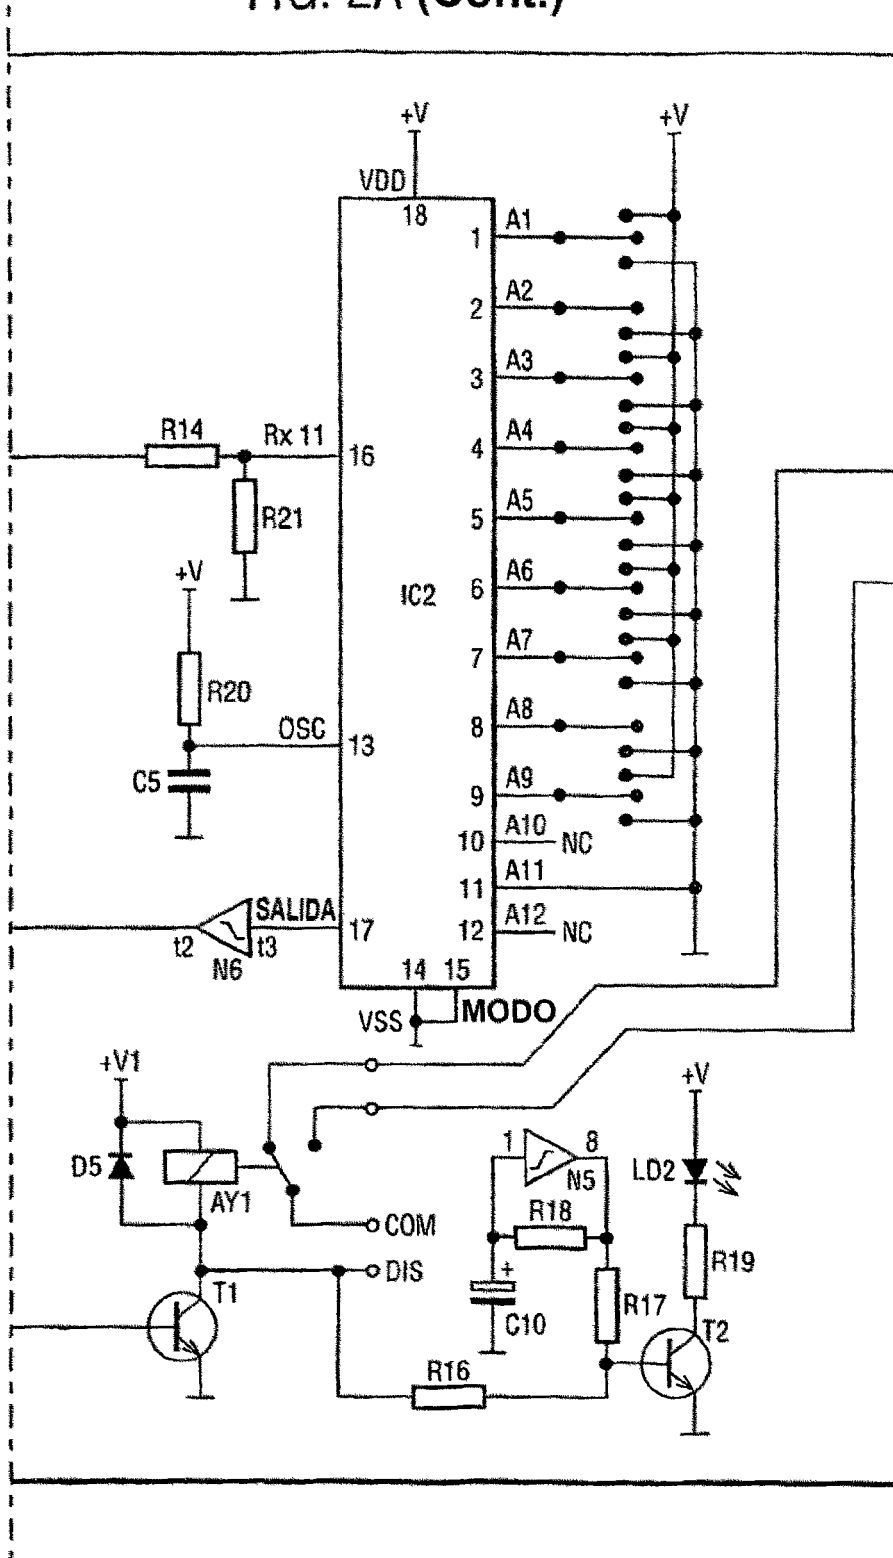 FIG. 2A (Cont.)
+V
+V
VDD
18
1
A1
2
A2
3
A3
R14
Rx 11
16
4
A4
R21
5
A5
+V
IC2
6
A6
R20
7
A7
OSC
13
8
A8
C5
9
A9
10
A10
NC
11
A11
SALIDA
17
12
A12
NC
t2
t3
N6
14
15
VSS
MODO
+V1
+V
D5
AY1
1
8
N5
LD2
COM
R18
DIS
+
R19
T1
C10
R17
T2
R16